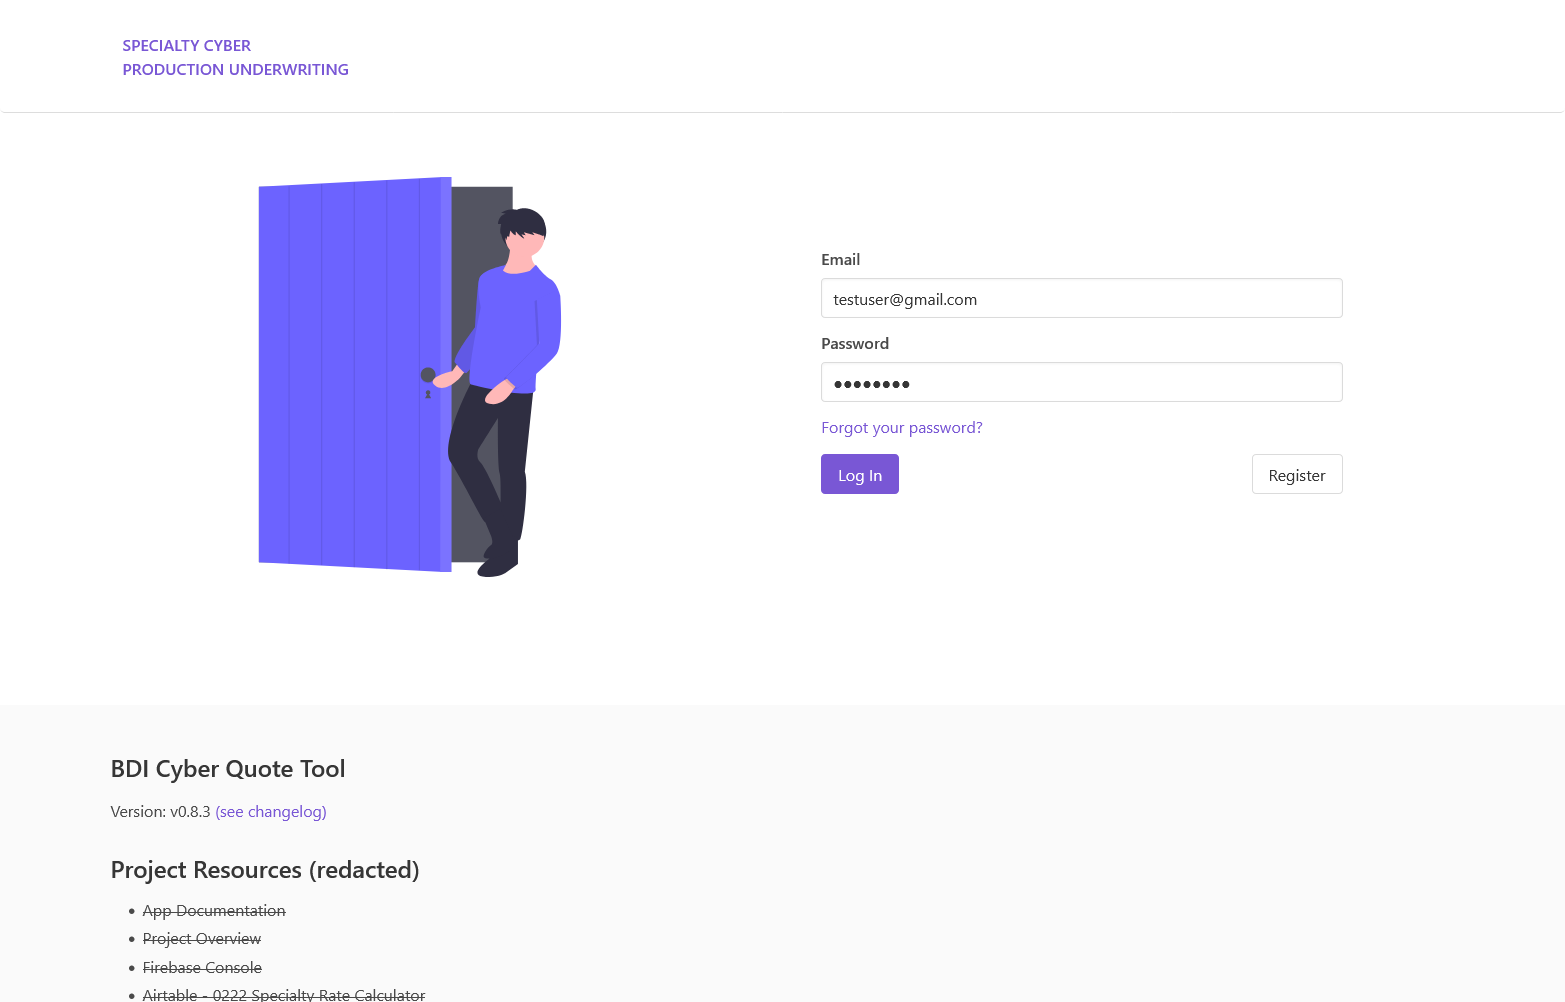 SPECIALTY CYBER
PRODUCTION UNDERWRITING
Email
testuser@gmail.com
Password
●●●●●●●●
Forgot your password?
Log In
Register
BDI Cyber Quote Tool
Version: v0.8.3 (see changelog)
Project Resources (redacted)
• App Documentation
• Project Overview
• Firebase Console
• Airtable - 0222 Specialty Rate Calculator